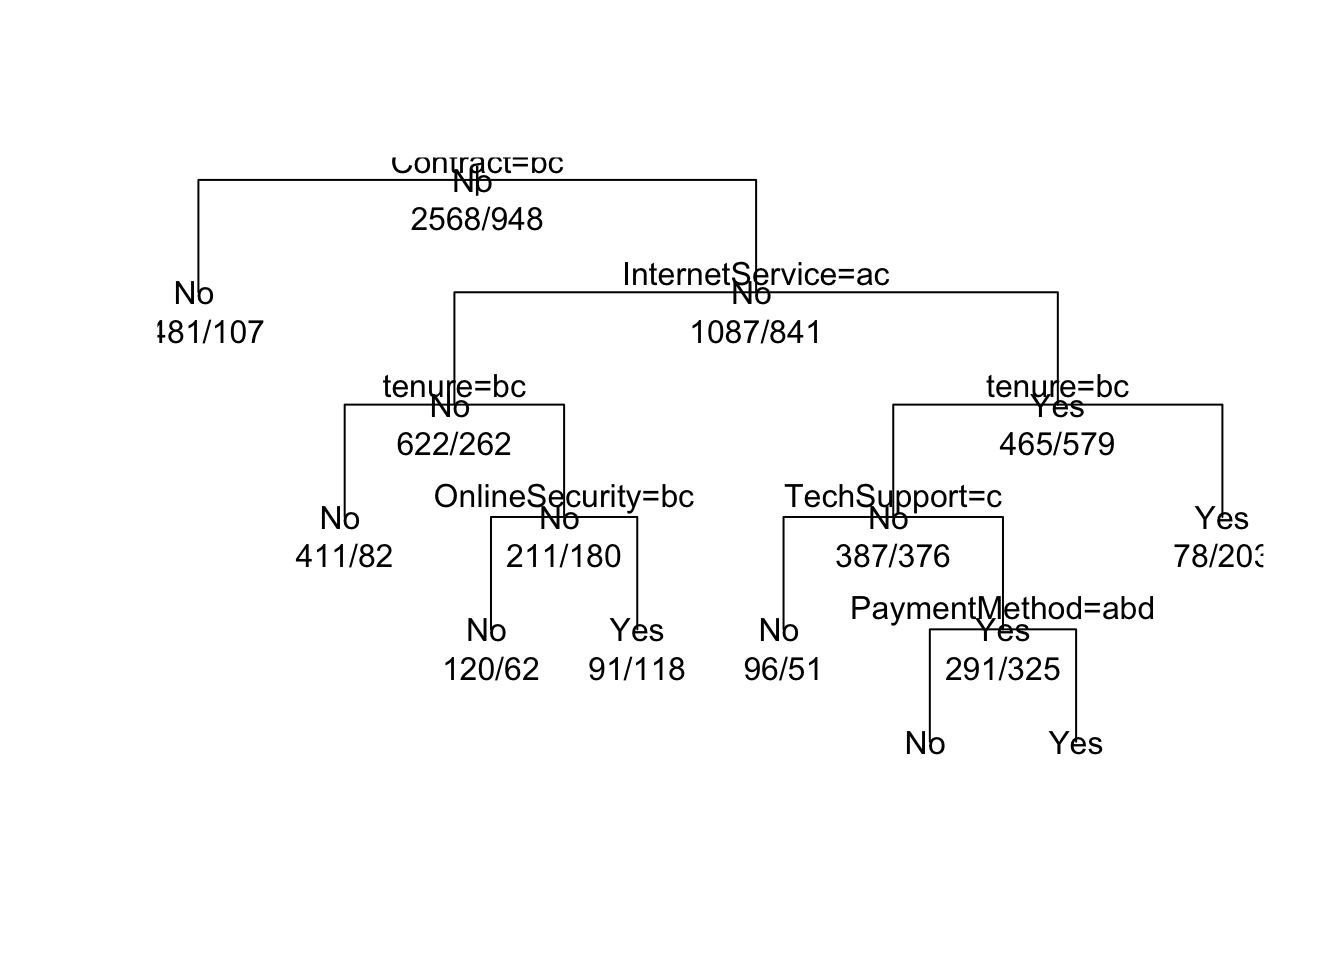 Contract=bc
No
2568/948
InternetService=ac
No
No
481/107
1087/841
tenure=bc
tenure=bc
No
Yes
622/262
465/579
OnlineSecurity=bc
TechSupport=c
No
No
No
Yes
411/82
211/180
387/376
78/203
PaymentMethod=abd
No
Yes
No
Yes
120/62
91/118
96/51
291/325
No
Yes